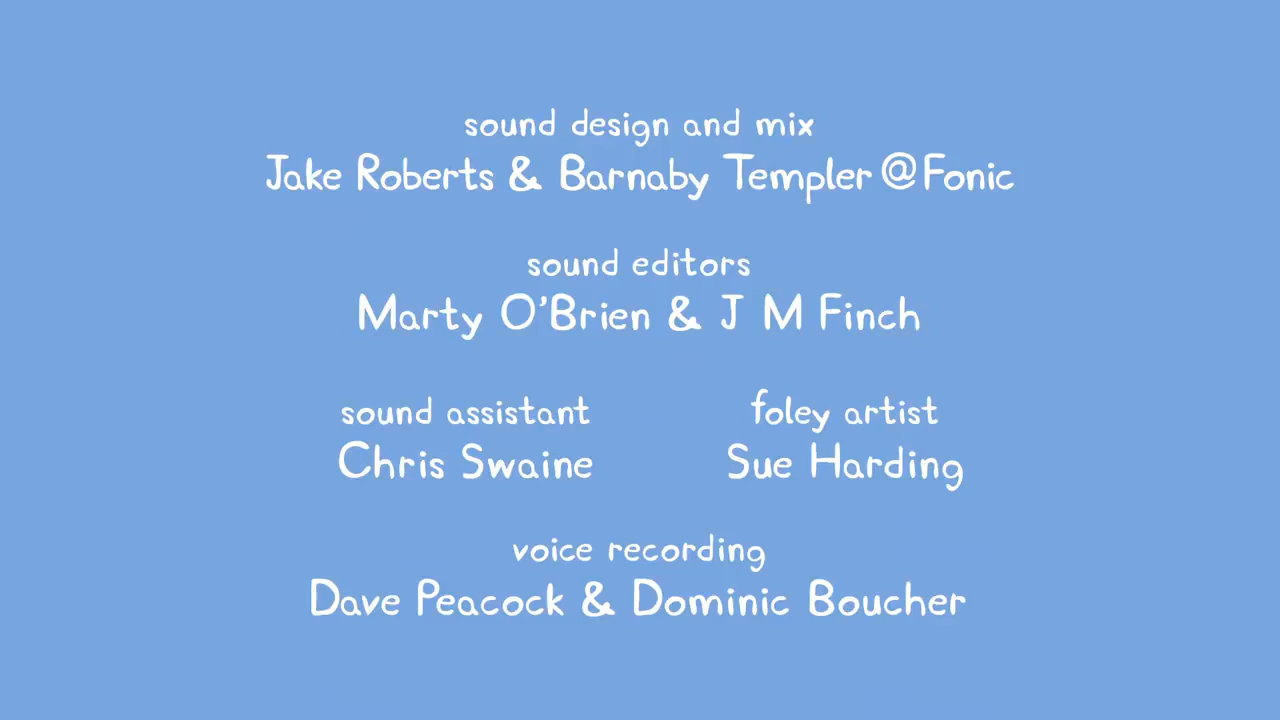 sound design and mix
Jake Roberts & Barnaby Templer @ Fonic
sound editors
Marty O'Brien & J M Finch
sound assistant
Chris Swaine
foley artist
Sue Harding
voice recording
Dave Peacock & Dominic Boucher